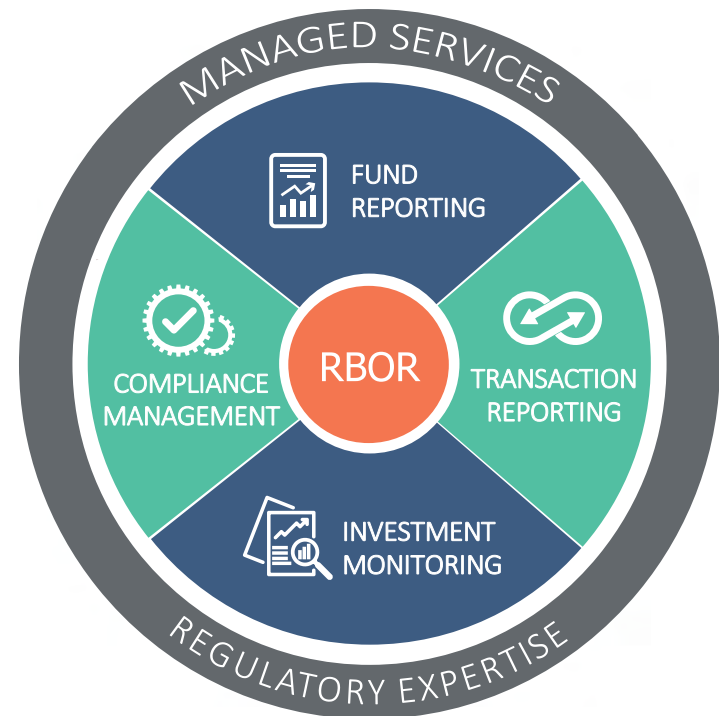 MANAGED SERVICES
FUND
REPORTING
COMPLIANCE
MANAGEMENT
RBOR
TRANSACTION
REPORTING
INVESTMENT
MONITORING
REGULATORY EXPERTISE